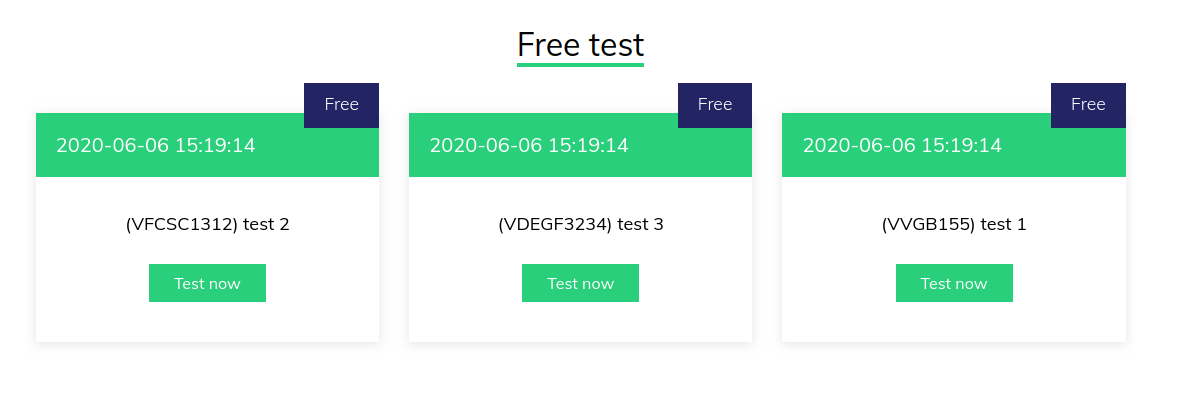 Free test
Free
2020-06-06 15:19:14
(VFCSC1312) test 2
Test now
Free
2020-06-06 15:19:14
(VDEGF3234) test 3
Test now
Free
2020-06-06 15:19:14
(VVGB155) test 1
Test now